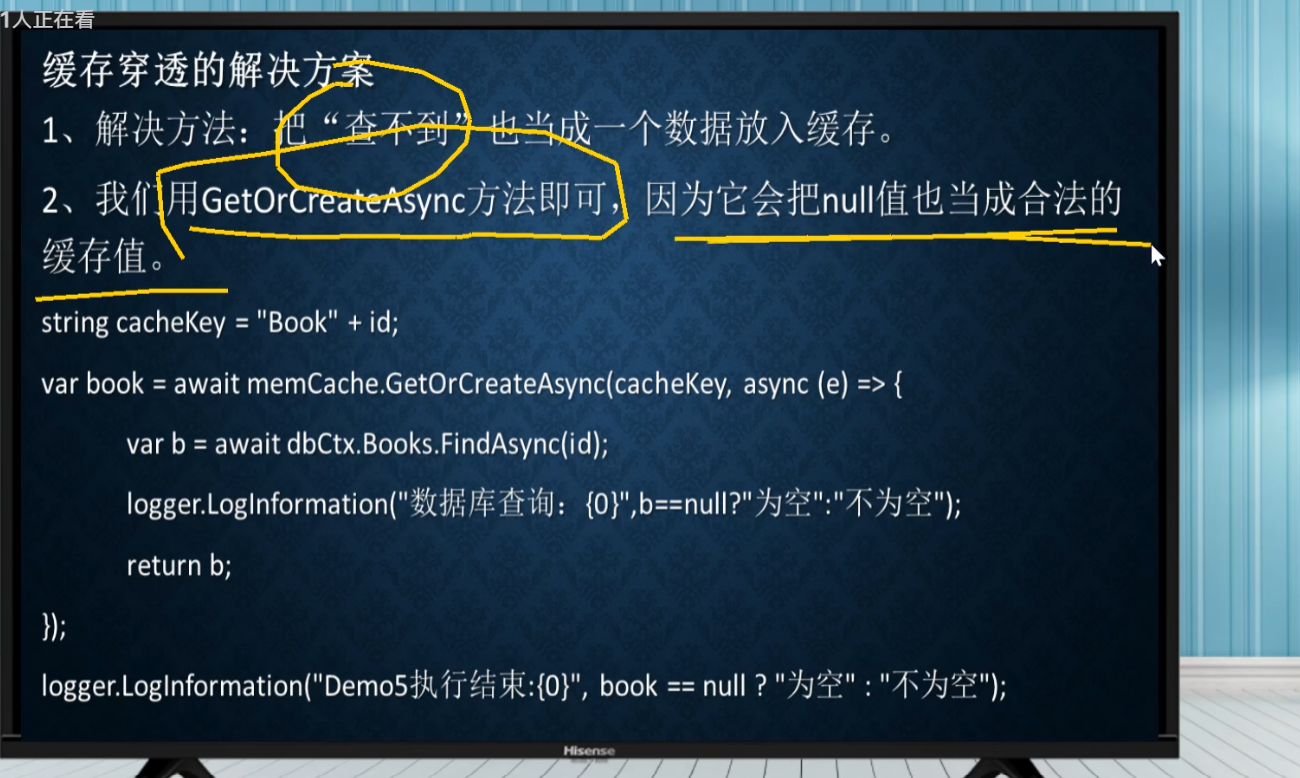 1人正在看
缓存穿透的解决方案
1、解决方法：把“查不到”也当成一个数据放入缓存。
2、我们用GetOrCreateAsync方法即可，因为它会把null值也当成合法的
缓存值。
string cacheKey = "Book" + id;
var book = await memCache.GetOrCreateAsync(cacheKey, async (e) => {
var b = await dbCtx.Books.FindAsync(id);
logger.LogInformation("数据库查询：{0}",b==null?"为空":"不为空");
return b;
});
logger.LogInformation("Demo5执行结束:{0}", book == null ? "为空" : "不为空");
Hisense